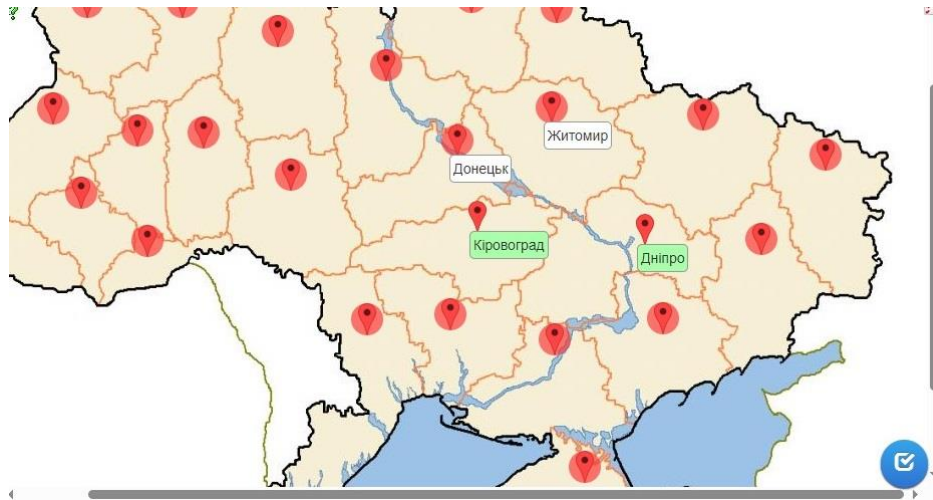 Житомир
Донецьк
Кіровоград
Дніпро